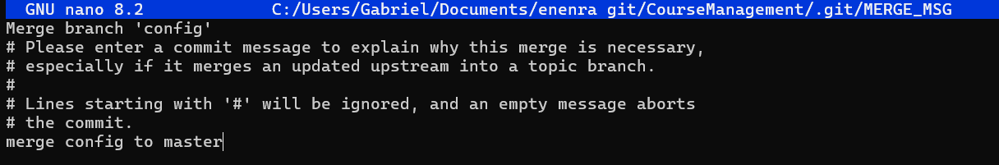 GNU nano 8.2 C:/Users/Gabriel/Documents/enenra git/CourseManagement/.git/MERGE_MSG
Merge branch 'config'
# Please enter a commit message to explain why this merge is necessary,
# especially if it merges an updated upstream into a topic branch.
#
# Lines starting with '#' will be ignored, and an empty message aborts
# the commit.
merge config to master